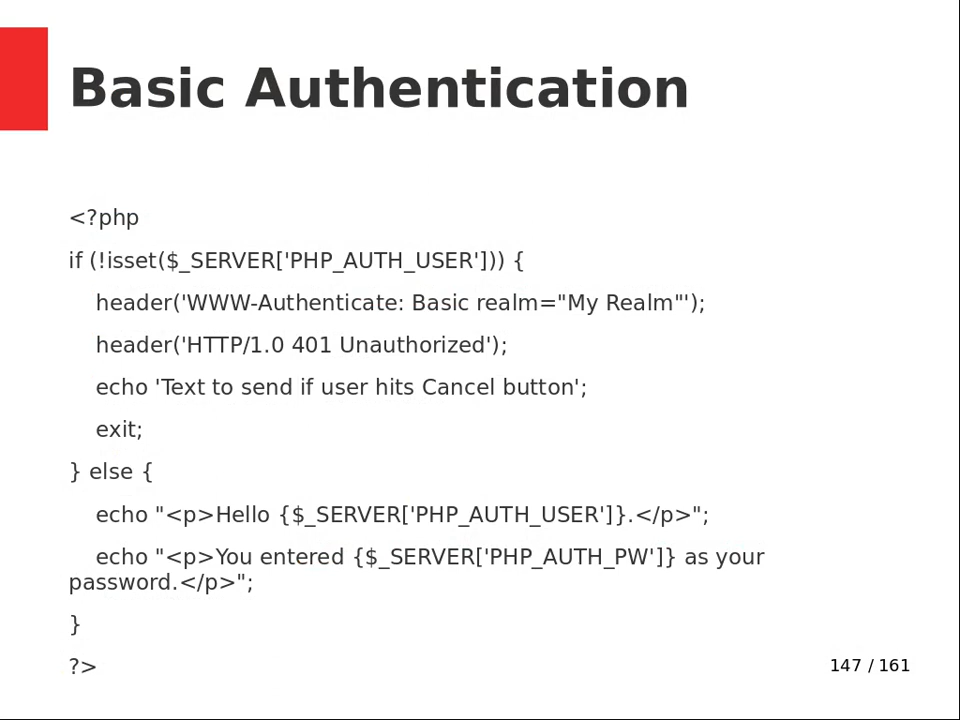 Basic Authentication
<?php
if (!isset($_SERVER['PHP_AUTH_USER'])) {
    header('WWW-Authenticate: Basic realm="My Realm"');
    header('HTTP/1.0 401 Unauthorized');
    echo 'Text to send if user hits Cancel button';
    exit;
} else {
    echo "<p>Hello {$_SERVER['PHP_AUTH_USER']}.</p>";
    echo "<p>You entered {$_SERVER['PHP_AUTH_PW']} as your
password.</p>";
}
?>
147 / 161